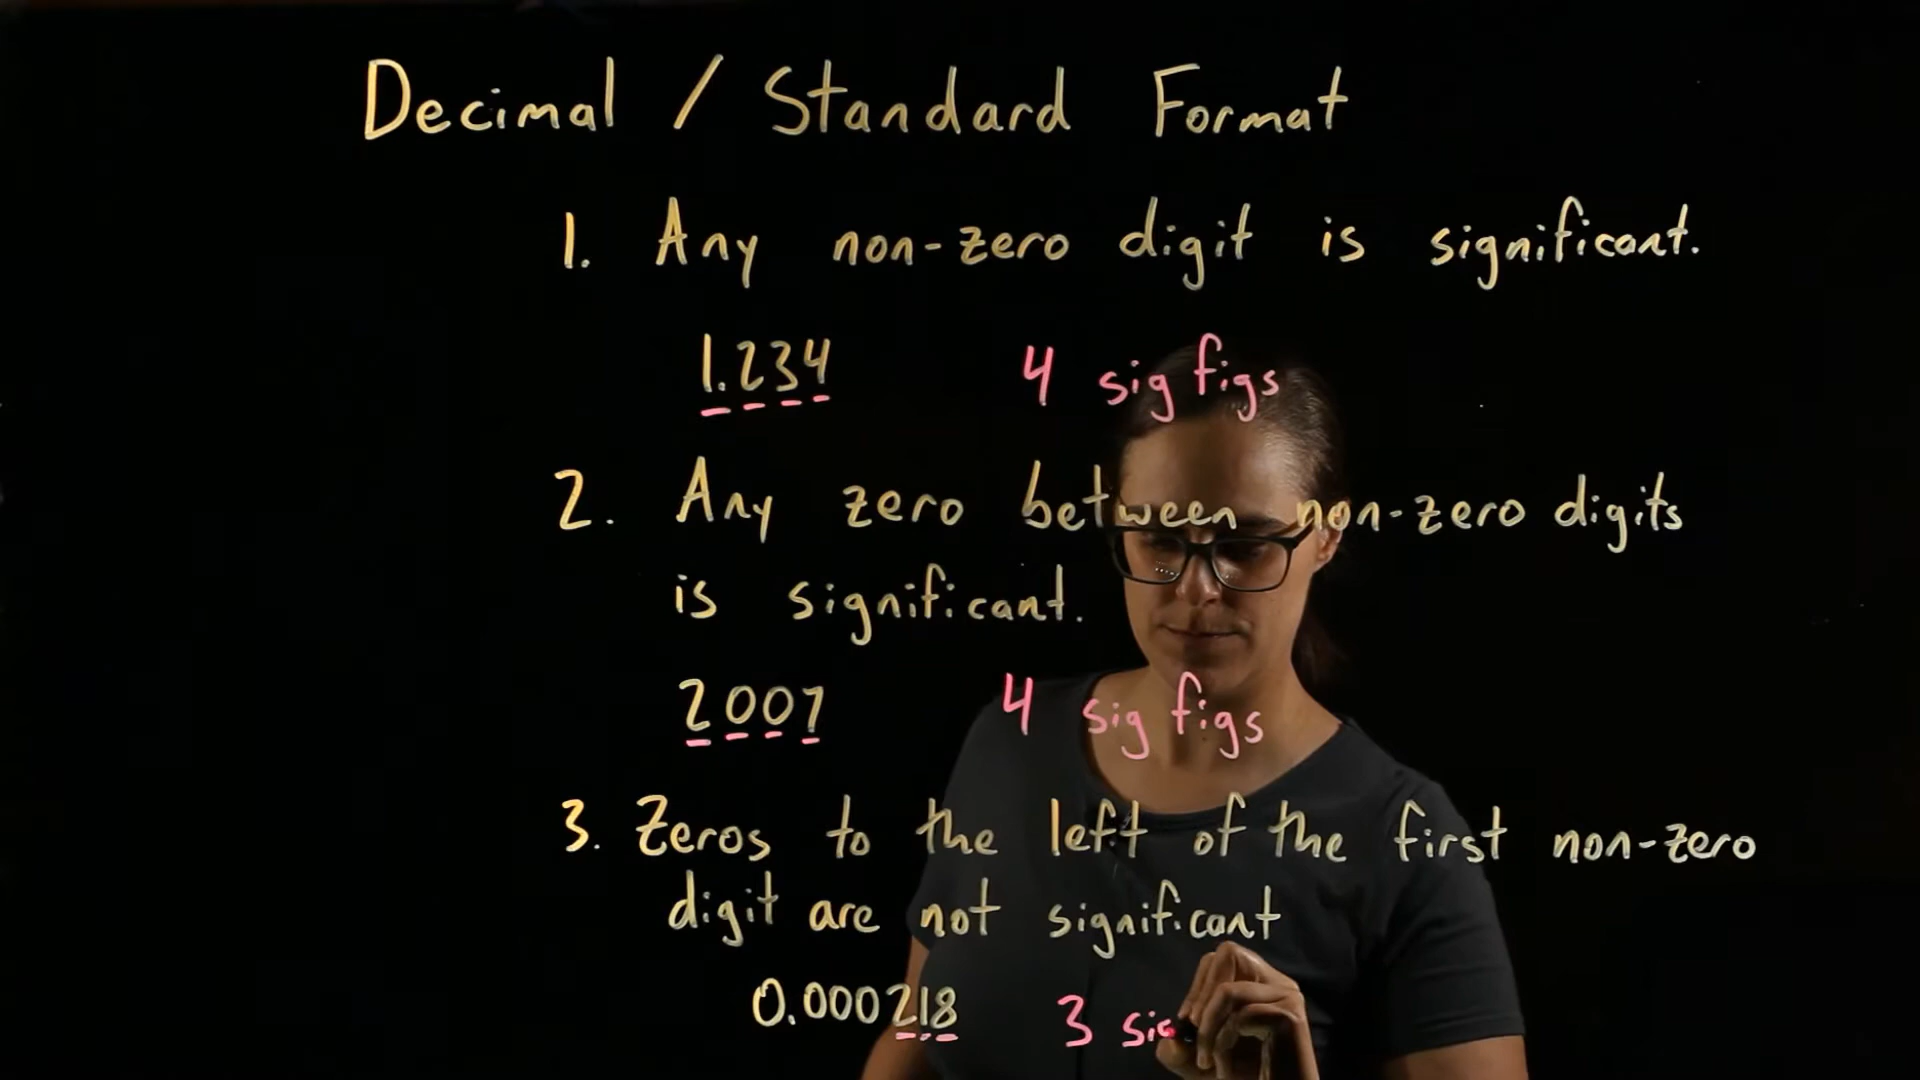 Decimal / Standard Format
1. Any non-zero digit is significant.
1.234 4 sig figs
2. Any zero between non-zero digits
is significant.
2007 4 sig figs
3. Zeros to the left of the first non-zero
digit are not significant
0.000218 3 sig